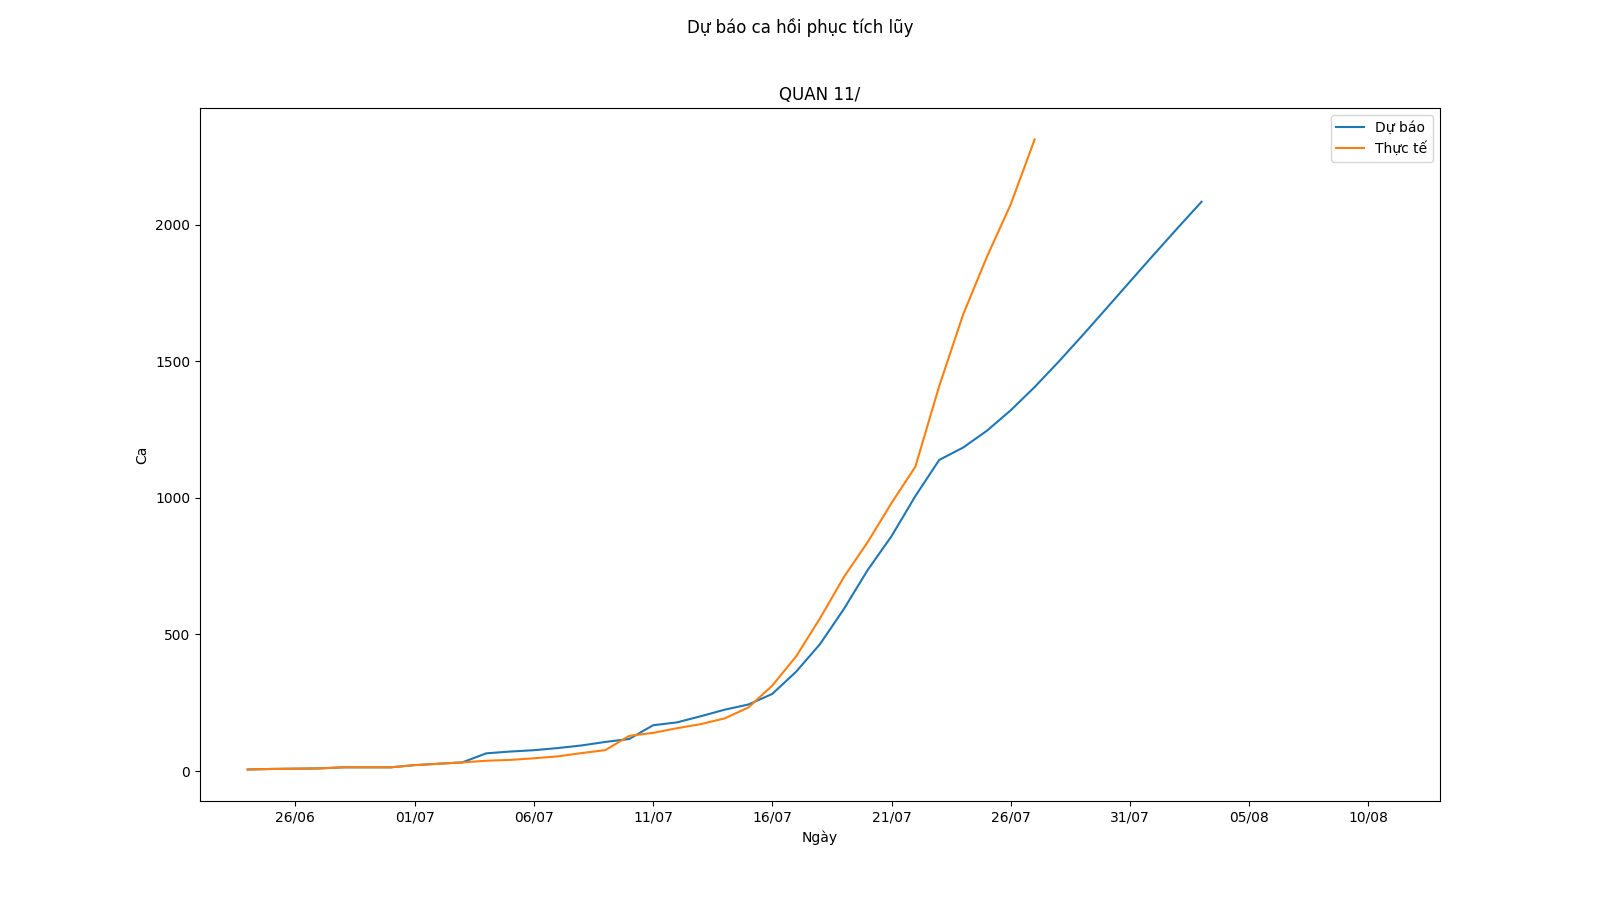 Dự báo ca hồi phục tích lũy
QUAN 11/
Dự báo
Thực tế
2000
1500
1000
500
0
Ca
26/06
01/07
06/07
11/07
16/07
21/07
26/07
31/07
05/08
10/08
Ngày